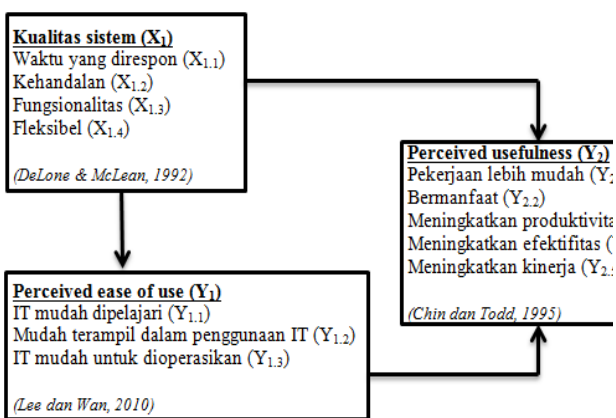 Kualitas sistem (X1)
Waktu yang direspon (X1.1)
Kehandalan (X1.2)
Fungsionalitas (X1.3)
Fleksibel (X1.4)
(DeLone & McLean, 1992)
Perceived usefulness (Y2)
Pekerjaan lebih mudah (Y2
Bermanfaat (Y2.2)
Meningkatkan produktivita
Meningkatkan efektifitas (
Meningkatkan kinerja (Y2.
(Chin dan Todd, 1995)
Perceived ease of use (Y1)
IT mudah dipelajari (Y1.1)
Mudah terampil dalam penggunaan IT (Y1.2)
IT mudah untuk dioperasikan (Y1.3)
(Lee dan Wan, 2010)